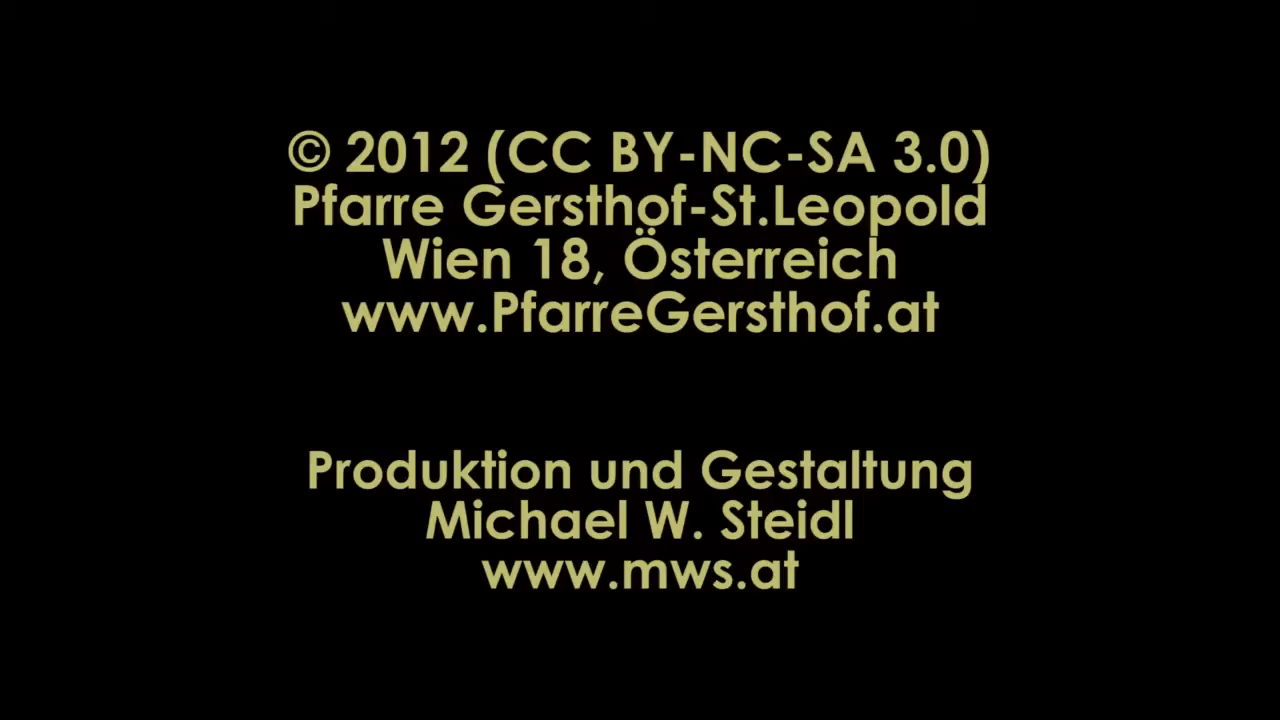 © 2012 (CC BY-NC-SA 3.0)
Pfarre Gersthof-St.Leopold
Wien 18, Österreich
www.PfarreGersthof.at
Produktion und Gestaltung
Michael W. Steidl
www.mws.at